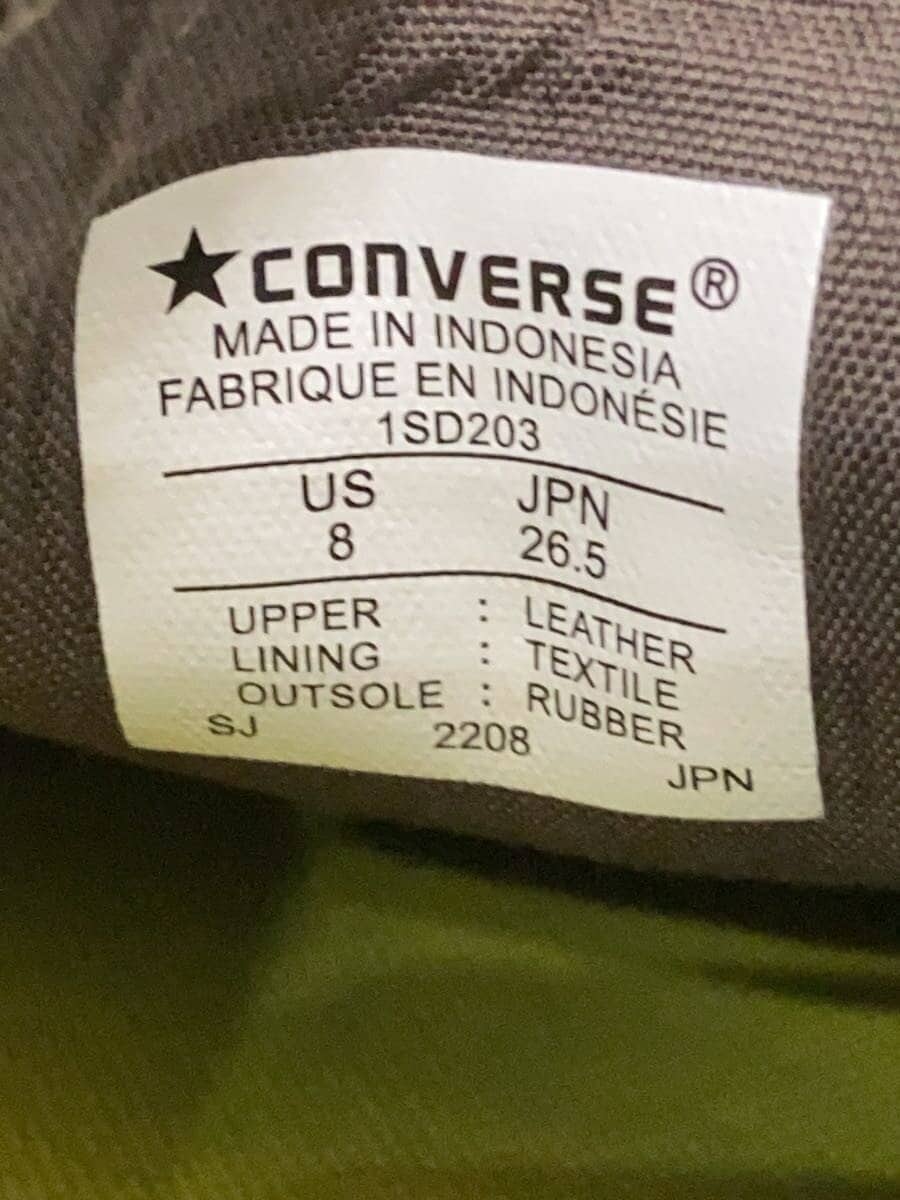 ★CONVERSE®
MADE IN INDONESIA
FABRIQUE EN INDONÉSIE
1SD203
US JPN
8 26.5
UPPER : LEATHER
LINING : TEXTILE
OUTSOLE : RUBBER
SJ 2208 JPN